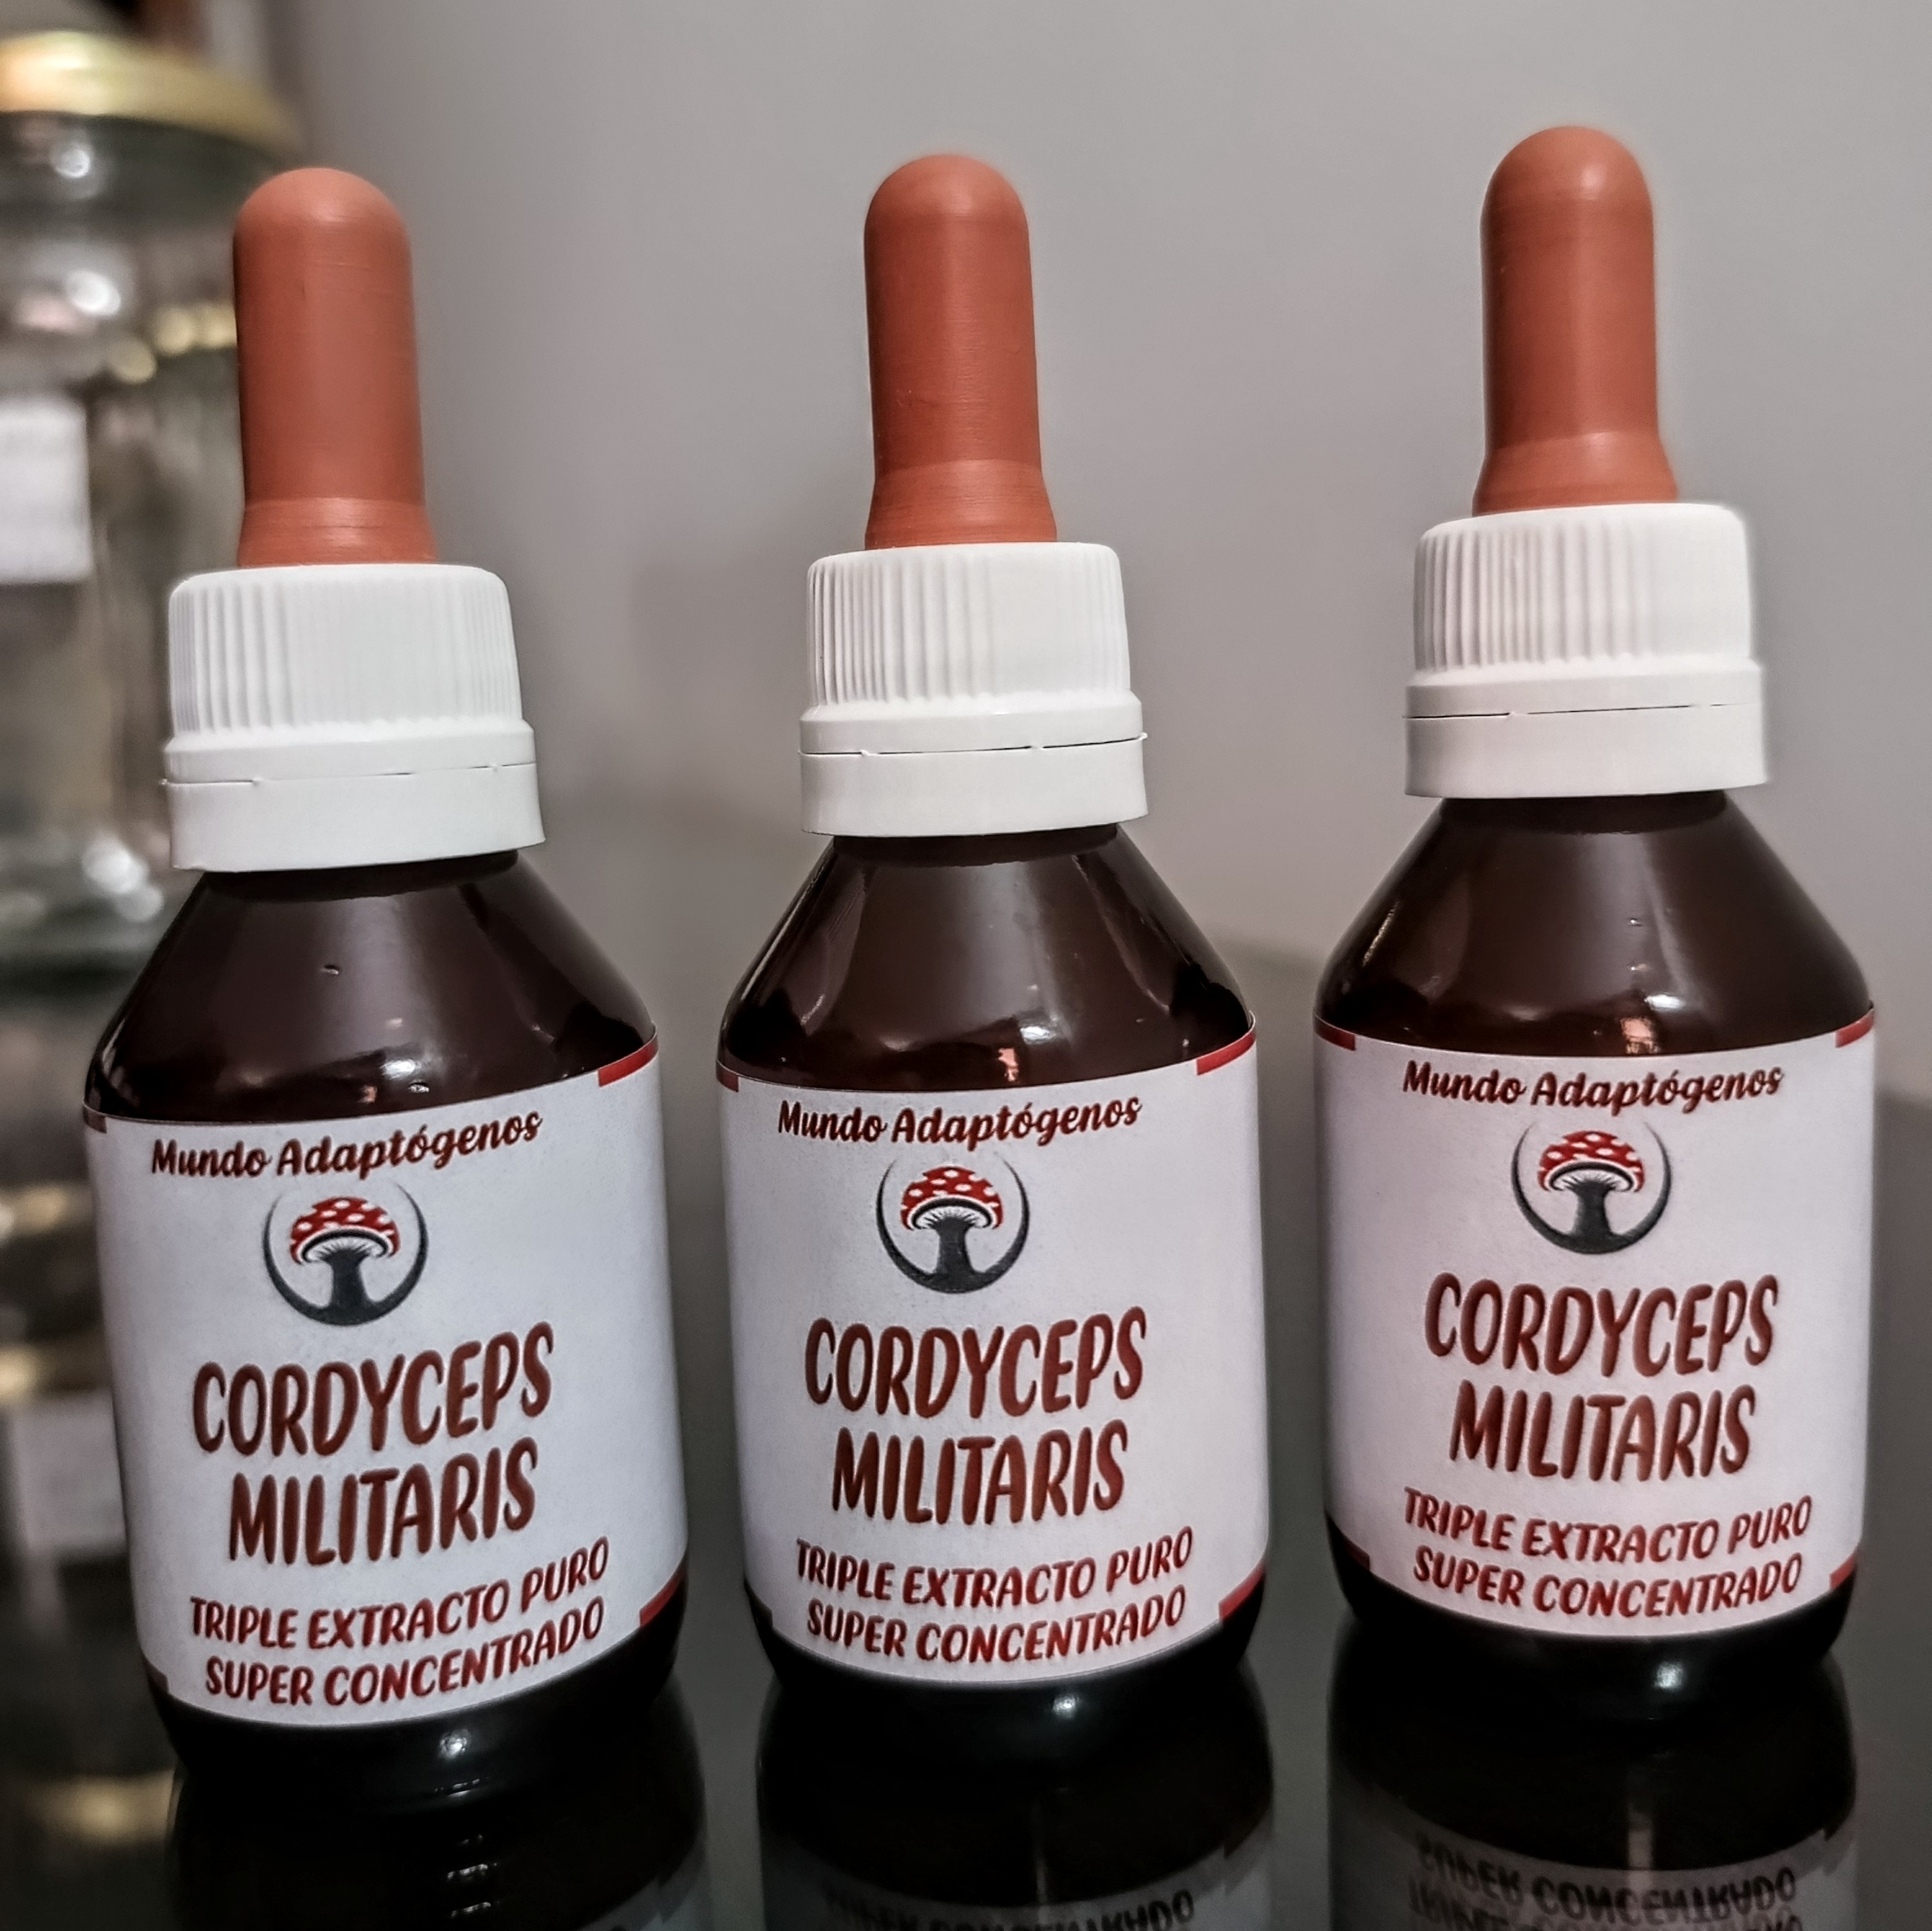 Mundo Adaptógenos
CORDYCEPS
MILITARIS
TRIPLE EXTRACTO PURO
SUPER CONCENTRADO
Mundo Adaptógenos
CORDYCEPS
MILITARIS
TRIPLE EXTRACTO PURO
SUPER CONCENTRADO
Mundo Adaptógenos
CORDYCEPS
MILITARIS
TRIPLE EXTRACTO PURO
SUPER CONCENTRADO